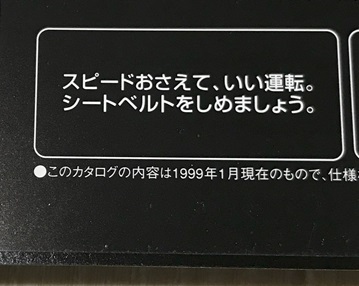 スピードおさえて、いい運転。
シートベルトをしめましょう。
●このカタログの内容は1999年1月現在のもので、仕様